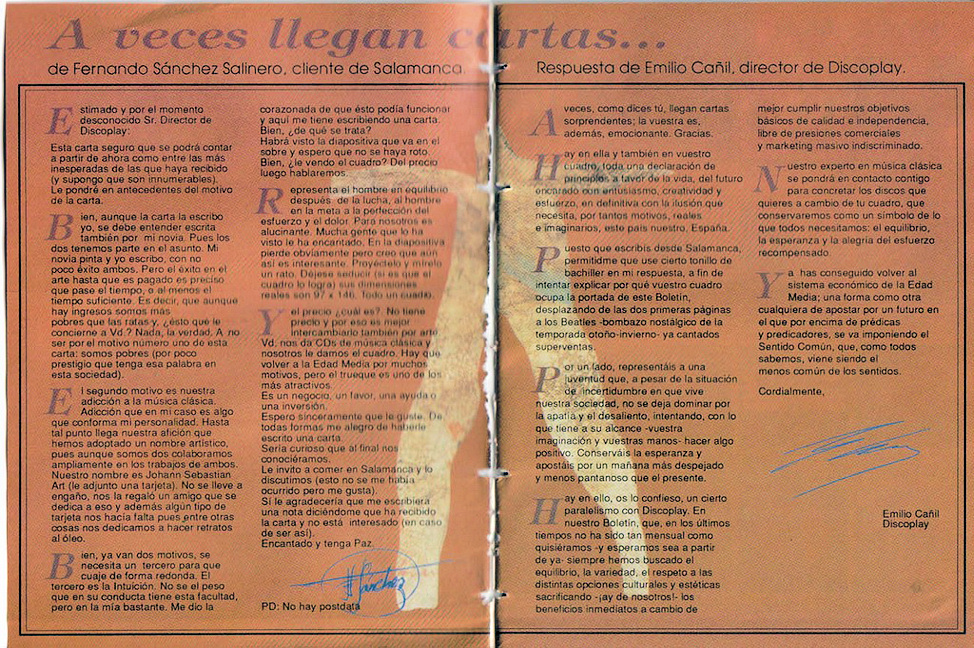 A veces llegan cartas...
de Fernando Sánchez Salinero, cliente de Salamanca.
Estimado y por el momento
desconocido Sr. Director de
Discoplay:
Esta carta seguro que se podrá contar
a partir de ahora como entre las más
inesperadas de las que haya recibido
(y supongo que son innumerables).
Le pondré en antecedentes del motivo
de la carta.
Bien, aunque la carta la escribo
yo, se debe entender escrita
también por mi novia. Pues los
dos tenemos parte en el asunto. Mi
novia pinta y yo escribo, con no
poco éxito ambos. Pero el éxito en el
arte hasta que es pagado es preciso
que pase el tiempo, o al menos el
tiempo suficiente. Es decir, que aunque
hay ingresos somos más
pobres que las ratas-y, ¿ésto que le
concierne a Vd.? Nada, la verdad. A no
ser por el motivo número uno de esta
carta: somos pobres (por poco
prestigio que tenga esa palabra en
esta sociedad).
El segundo motivo es nuestra
adicción a la música clásica.
Adicción que en mi caso es algo
que conforma mi personalidad. Hasta
tal punto llega nuestra afición que
hemos adoptado un nombre artístico,
pues aunque somos dos colaboramos
ampliamente en los trabajos de ambos.
Nuestro nombre es Johann Sebastian
Art (le adjunto una tarjeta). No se lleve a
engaño, nos la regaló un amigo que se
dedica a eso y además algún tipo de
tarjeta nos hacía falta pues entre otras
cosas nos dedicamos a hacer retratos
al óleo.
Bien, ya van dos motivos, se
necesita un tercero para que
cuaje de forma redonda. El
tercero es la Intuición. No se el peso
que en su conducta tiene esta facultad,
pero en la mía bastante. Me dio la
corazonada de que ésto podía funcionar
y aquí me tiene escribiendo una carta.
Bien, ¿de qué se trata?
Habrá visto la diapositiva que va en el
sobre y espero que no se haya roto.
Bien, ¿le vendo el cuadro? Del precio
luego hablaremos.
Representa el hombre en equilibrio
después de la lucha, al hombre
en la meta a la perfección del
esfuerzo y el dolor. Para nosotros es
alucinante. Mucha gente que lo ha
visto le ha encantado. En la diapositiva
pierde obviamente pero creo que aún
así es interesante. Proyéctelo y mírelo
un rato. Déjese seducir (si es que el
cuadro lo logra) sus dimensiones
reales son 97 x 146. Todo un cuadro.
Y el precio ¿cuál es? No tiene
precio y por eso es mejor
intercambiarlo también por arte.
Vd. nos da CDs de música clásica y
nosotros le damos el cuadro. Hay que
volver a la Edad Media por muchos
motivos, pero el trueque es uno de los
más atractivos.
Es un negocio, un favor, una ayuda o
una inversión.
Espero sinceramente que le guste. De
todas formas me alegro de haberle
escrito una carta.
Sería curioso que al final nos
conociéramos.
Le invito a comer en Salamanca y lo
discutimos (esto no se me había
ocurrido pero me gusta).
Sí le agradecería que me escribiera
una nota diciéndome que ha recibido
la carta y no está interesado (en caso
de ser así).
Encantado y tenga Paz.
Sánchez
PD: No hay postdata
Respuesta de Emilio Cañil, director de Discoplay.
A veces, como dices tú, llegan cartas
sorprendentes; la vuestra es,
además, emocionante. Gracias.
Hay en ella y también en vuestro
cuadro, toda una declaración de
principios a favor de la vida, del futuro
encarado con entusiasmo, creatividad y
esfuerzo, en definitiva con la ilusión que
necesita, por tantos motivos, reales
e imaginarios, este país nuestro, España.
Puesto que escribís desde Salamanca,
permitidme que use cierto tonillo de
bachiller en mi respuesta, a fin de
intentar explicar por qué vuestro cuadro
ocupa la portada de este Boletín,
desplazando de las dos primeras páginas
a los Beatles -bombazo nostálgico de la
temporada otoño-invierno- ya cantados
superventas.
Por un lado, representáis a una
juventud que, a pesar de la situación
de incertidumbre en que vive
nuestra sociedad, no se deja dominar por
la apatía y el desaliento, intentando, con lo
que tiene a su alcance -vuestra
imaginación y vuestras manos- hacer algo
positivo. Conserváis la esperanza y
apostáis por un mañana más despejado
y menos pantanoso que el presente.
Hay en ello, os lo confieso, un cierto
paralelismo con Discoplay. En
nuestro Boletín, que, en los últimos
tiempos no ha sido tan mensual como
quisiéramos -y esperamos sea a partir
de ya- siempre hemos buscado el
equilibrio, la variedad, el respeto a las
distintas opciones culturales y estéticas
sacrificando -¡ay de nosotros!- los
beneficios inmediatos a cambio de
mejor cumplir nuestros objetivos
básicos de calidad e independencia,
libre de presiones comerciales
y marketing masivo indiscriminado.
Nuestro experto en música clásica
se pondrá en contacto contigo
para concretar los discos que
quieres a cambio de tu cuadro, que
conservaremos como un símbolo de lo
que todos necesitamos: el equilibrio,
la esperanza y la alegría del esfuerzo
recompensado.
Ya has conseguido volver al
sistema económico de la Edad
Media; una forma como otra
cualquiera de apostar por un futuro en
el que por encima de prédicas
y predicadores, se va imponiendo el
Sentido Común, que, como todos
sabemos, viene siendo el
menos común de los sentidos.
Cordialmente,
Emilio Cañil
Discoplay